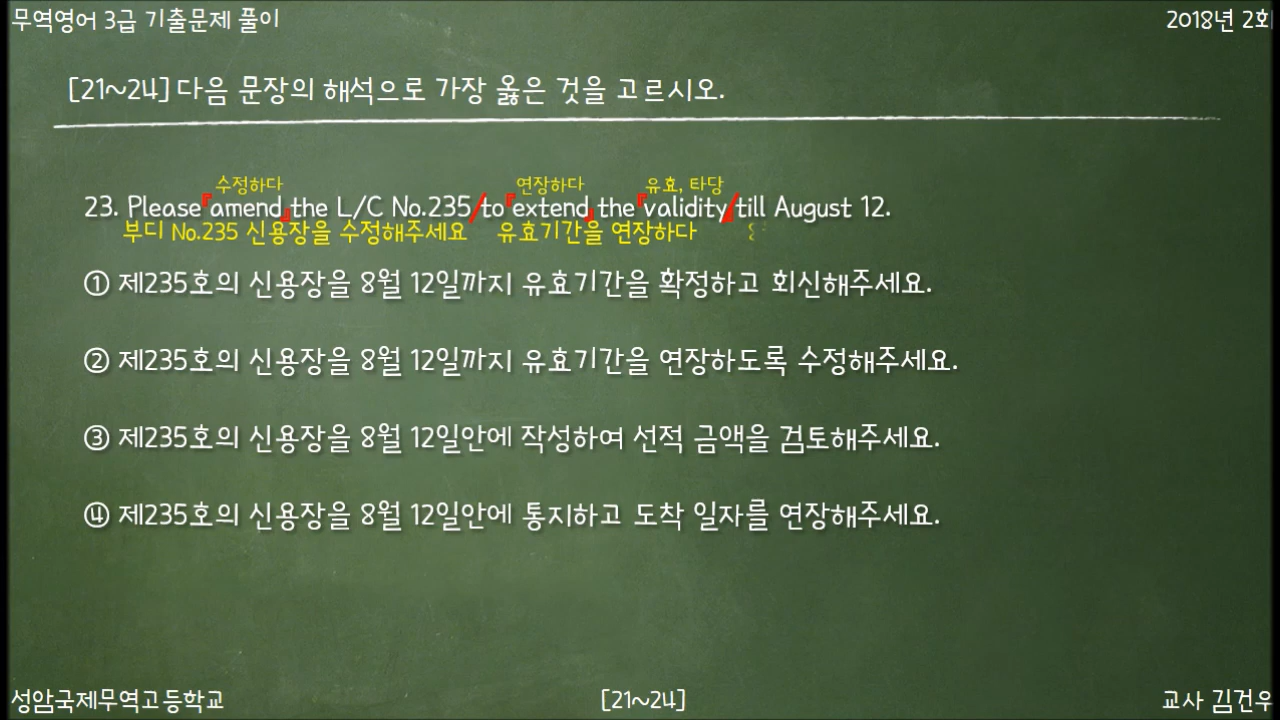 무역영어 3급 기출문제 풀이
2018년 2회
[21~24] 다음 문장의 해석으로 가장 옳은 것을 고르시오.
수정하다 연장하다 유효, 타당
23. Please『amend』the L/C No.235/to『extend』the『validity』/till August 12.
부디 No.235 신용장을 수정해주세요 유효기간을 연장하다
① 제235호의 신용장을 8월 12일까지 유효기간을 확정하고 회신해주세요.
② 제235호의 신용장을 8월 12일까지 유효기간을 연장하도록 수정해주세요.
③ 제235호의 신용장을 8월 12일안에 작성하여 선적 금액을 검토해주세요.
④ 제235호의 신용장을 8월 12일안에 통지하고 도착 일자를 연장해주세요.
성암국제무역고등학교
[21~24]
교사 김건우